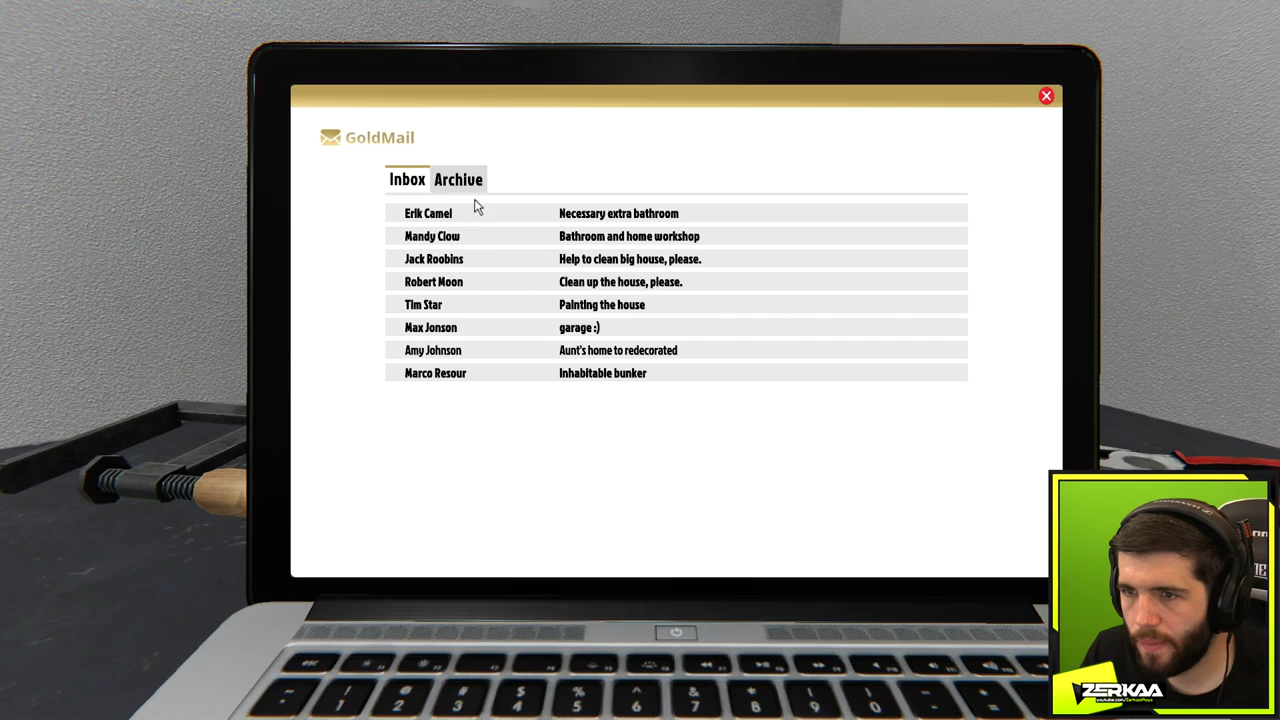 GoldMail
Inbox Archive
Erik Camel Necessary extra bathroom
Mandy Clow Bathroom and home workshop
Jack Roobins Help to clean big house, please.
Robert Moon Clean up the house, please.
Tim Star Painting the house
Max Jonson garage :)
Amy Johnson Aunt's home to redecorated
Marco Resour Inhabitable bunker
ZERKAA